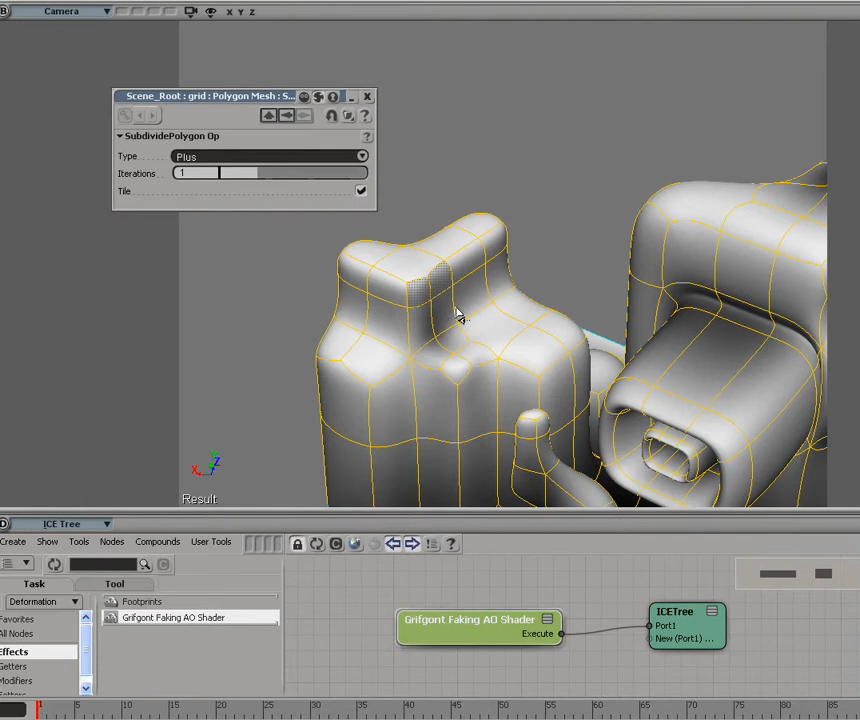 B Camera X Y Z
Scene_Root : grid : Polygon Mesh : S...
SubdividePolygon Op ?
Type Plus
Iterations 1
Tile
X Y Z
Result
D ICE Tree
Create Show Tools Nodes Compounds User Tools
Task Tool
Deformation
Footprints
Grifgont Faking AO Shader
Favorites
All Nodes
Effects
Getters
Modifiers
Grifgont Faking AO Shader
Execute
ICETree
Port1
New (Port1) ...
1 5 10 15 20 25 30 35 40 45 50 55 60 65 70 75 80 85